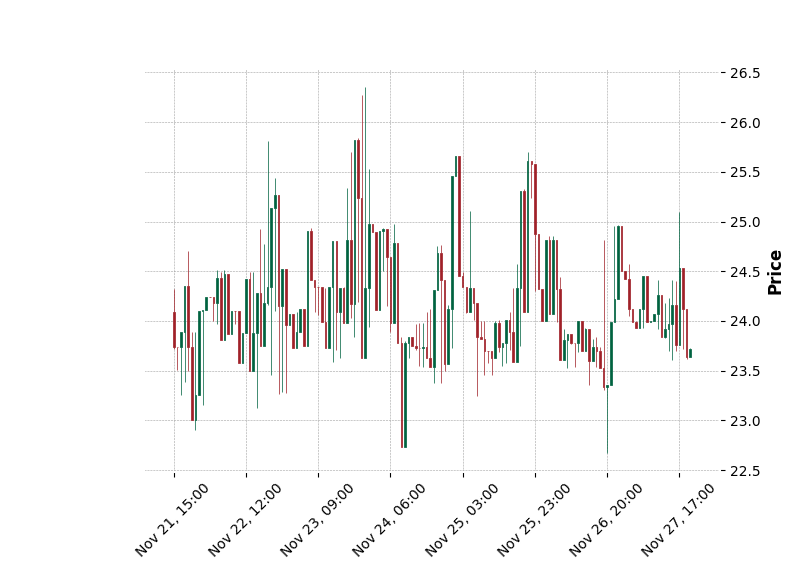 26.5
26.0
25.5
25.0
24.5
24.0
23.5
23.0
22.5
Price
Nov 21, 15:00
Nov 22, 12:00
Nov 23, 09:00
Nov 24, 06:00
Nov 25, 03:00
Nov 25, 23:00
Nov 26, 20:00
Nov 27, 17:00